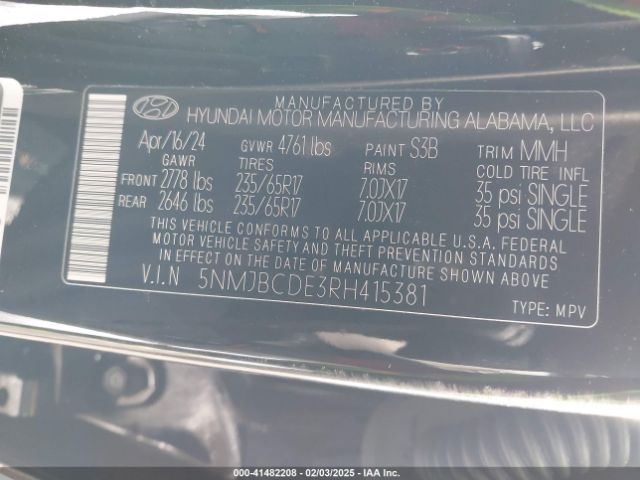 MANUFACTURED BY
HYUNDAI MOTOR MANUFACTURING ALABAMA, LLC
Apr/16/24 GVWR 4761 lbs PAINT S3B TRIM MMH
GAWR TIRES RIMS COLD TIRE INFL
FRONT 2778 lbs 235/65R17 7.0JX17 35 psi SINGLE
REAR 2646 lbs 235/65R17 7.0JX17 35 psi SINGLE
THIS VEHICLE CONFORMS TO ALL APPLICABLE U.S.A. FEDERAL
MOTOR VEHICLE SAFETY AND THEFT PREVENTION STANDARDS
IN EFFECT ON THE DATE OF MANUFACTURE SHOWN ABOVE
V.I.N 5NMJBCDE3RH415381
TYPE: MPV
000-41482208 - 02/03/2025 - IAA Inc.